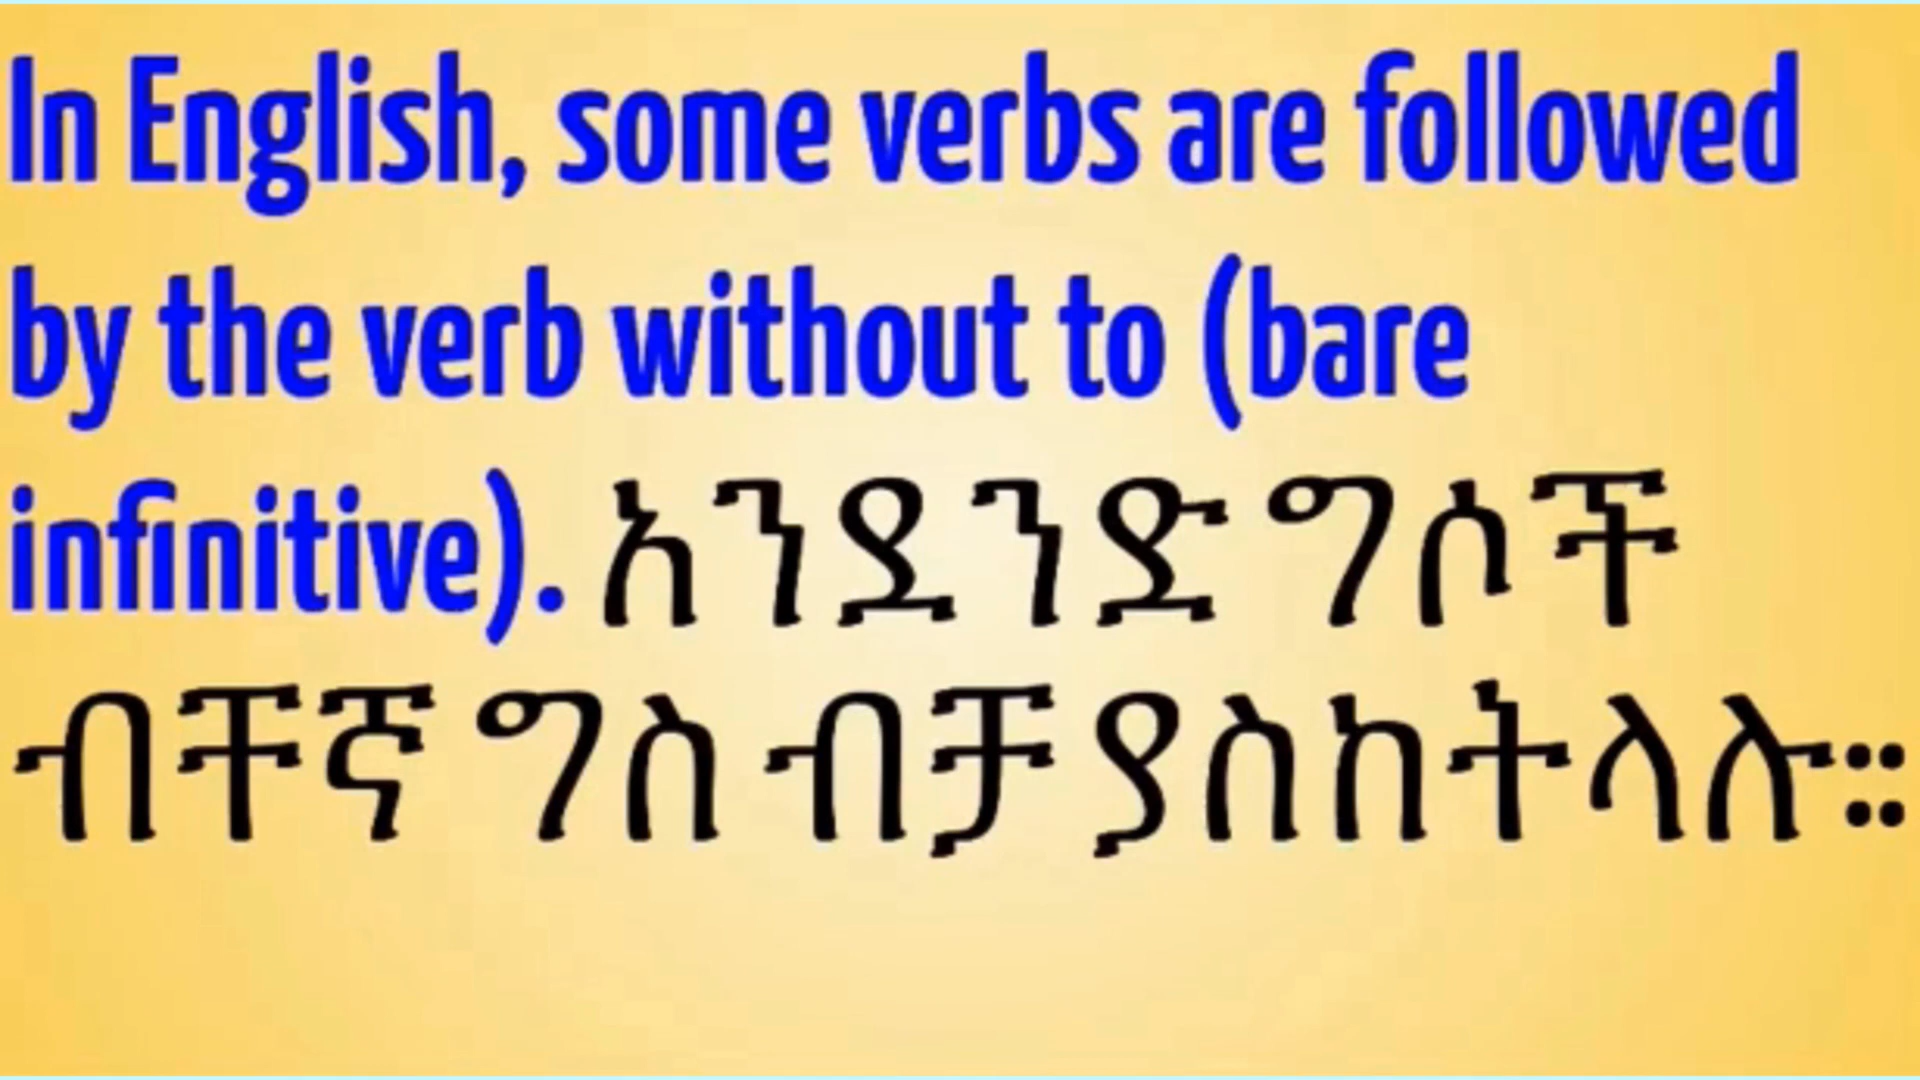 In English, some verbs are followed
by the verb without to (bare
infinitive). አንዳንድ ግሶች
ብቸኛ ግስ ብቻ ያስከትላሉ።